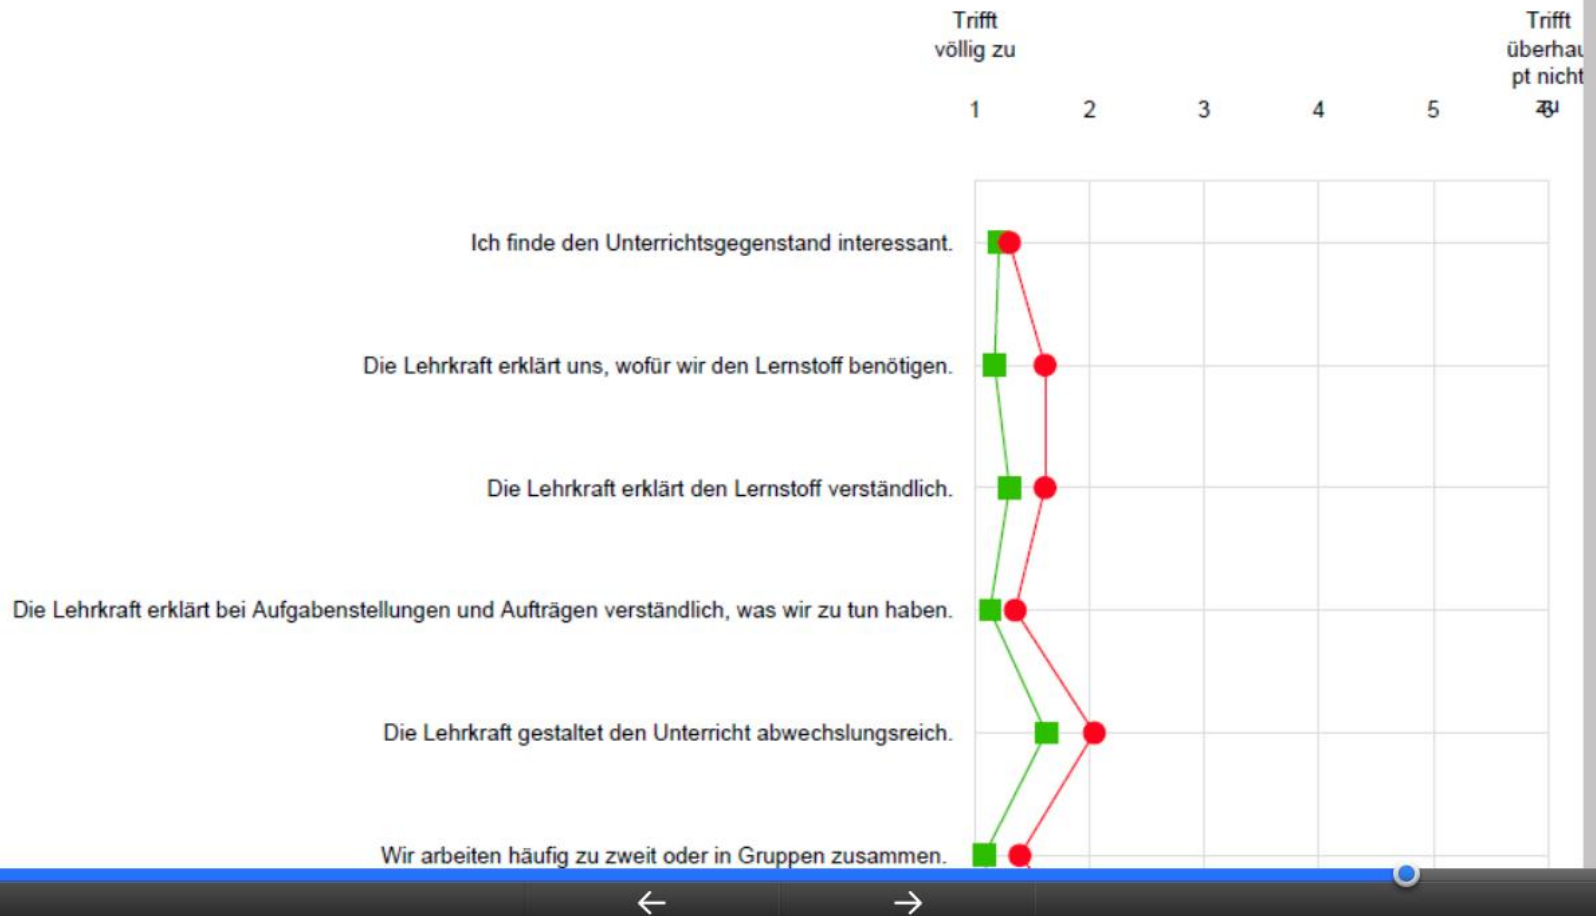 Trifft
völlig zu
Trifft
überhau
pt nicht
zu
1 2 3 4 5 6
Ich finde den Unterrichtsgegenstand interessant.
Die Lehrkraft erklärt uns, wofür wir den Lernstoff benötigen.
Die Lehrkraft erklärt den Lernstoff verständlich.
Die Lehrkraft erklärt bei Aufgabenstellungen und Aufträgen verständlich, was wir zu tun haben.
Die Lehrkraft gestaltet den Unterricht abwechslungsreich.
Wir arbeiten häufig zu zweit oder in Gruppen zusammen.